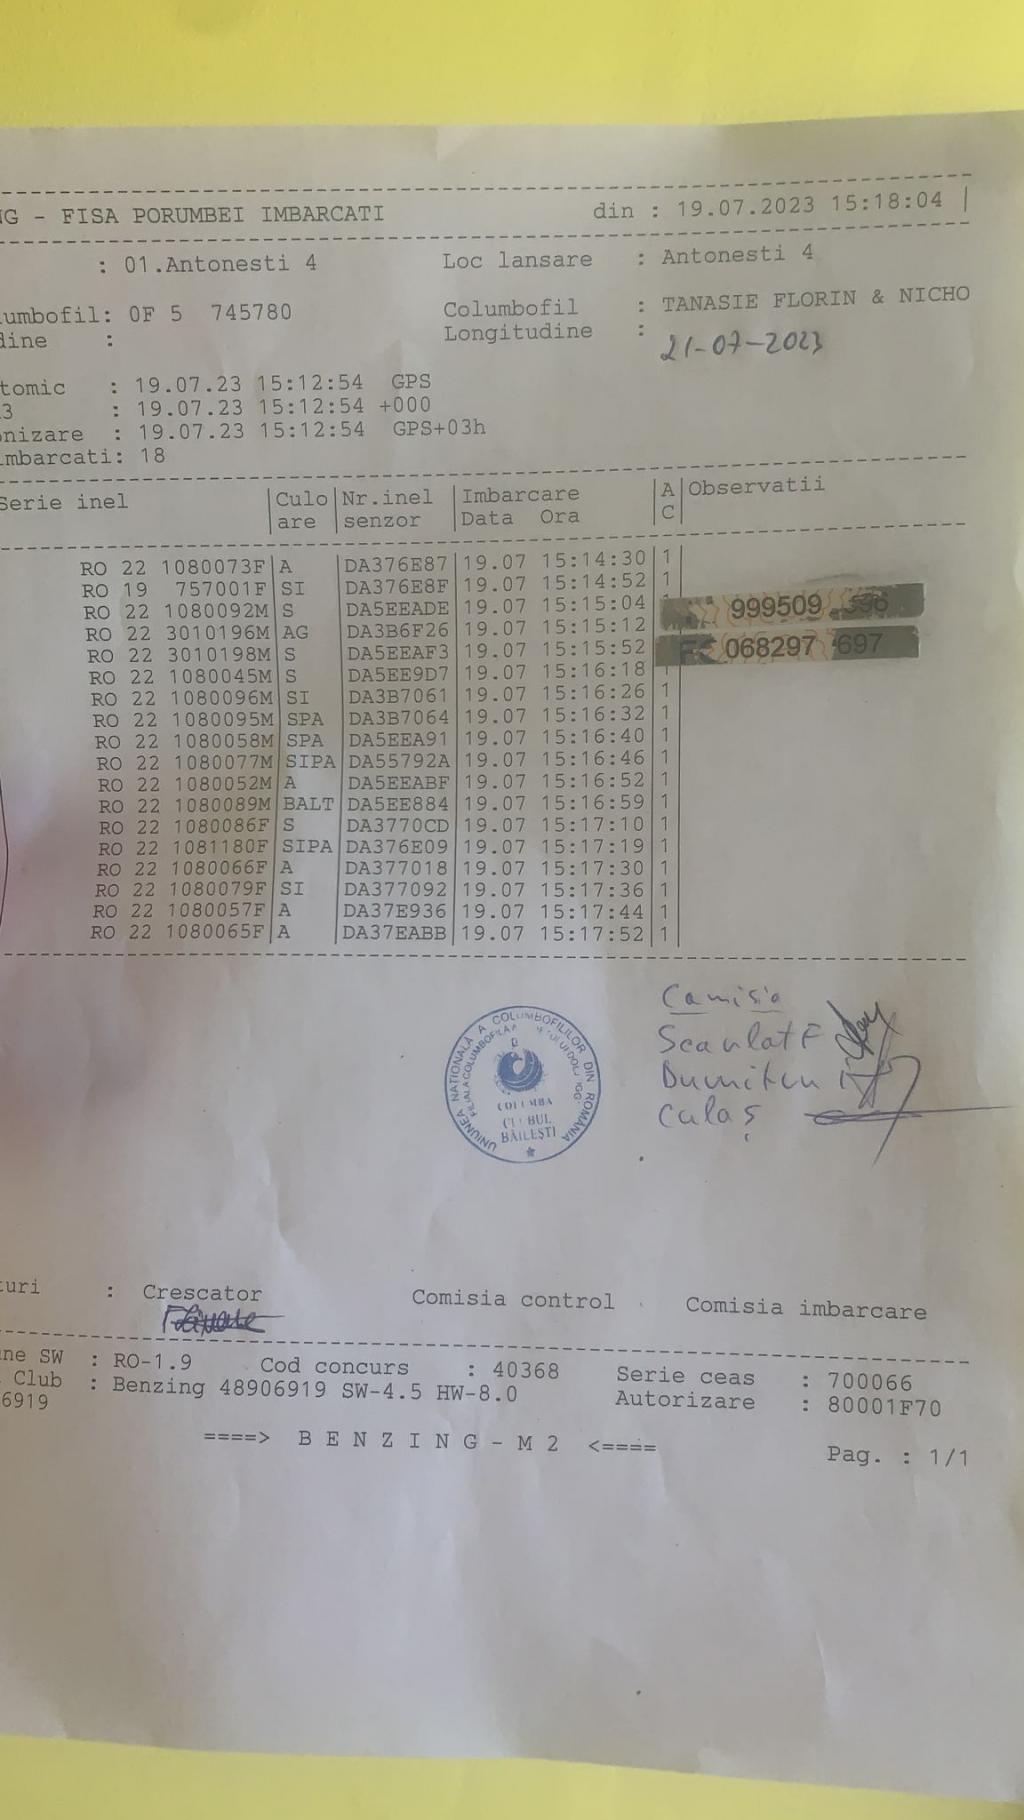 NG - FISA PORUMBEI IMBARCATI din : 19.07.2023 15:18:04 |
: 01.Antonesti 4 Loc lansare : Antonesti 4
umbofil: 0F 5 745780 Columbofil : TANASIE FLORIN & NICHO
dine : Longitudine :
21-07-2023
tomic : 19.07.23 15:12:54 GPS
3 : 19.07.23 15:12:54 +000
onizare : 19.07.23 15:12:54 GPS+03h
imbarcati: 18
Serie inel |Culo|Nr.inel |Imbarcare |A|Observatii
|are |senzor |Data Ora |C|
RO 22 1080073F|A |DA376E87|19.07 15:14:30|1|
RO 19 757001F|SI |DA376E8F|19.07 15:14:52|1|
RO 22 1080092M|S |DA5EEADE|19.07 15:15:04 999509
RO 22 3010196M|AG |DA3B6F26|19.07 15:15:12
RO 22 3010198M|S |DA5EEAF3|19.07 15:15:52 068297 697
RO 22 1080045M|S |DA5EE9D7|19.07 15:16:18
RO 22 1080096M|SI |DA3B7061|19.07 15:16:26|1|
RO 22 1080095M|SPA |DA3B7064|19.07 15:16:32|1|
RO 22 1080058M|SPA |DA5EEA91|19.07 15:16:40|1|
RO 22 1080077M|SIPA|DA55792A|19.07 15:16:46|1|
RO 22 1080052M|A |DA5EEABF|19.07 15:16:52|1|
RO 22 1080089M|BALT|DA5EE884|19.07 15:16:59|1|
RO 22 1080086F|S |DA3770CD|19.07 15:17:10|1|
RO 22 1081180F|SIPA|DA376E09|19.07 15:17:19|1|
RO 22 1080066F|A |DA377018|19.07 15:17:30|1|
RO 22 1080079F|SI |DA377092|19.07 15:17:36|1|
RO 22 1080057F|A |DA37E936|19.07 15:17:44|1|
RO 22 1080065F|A |DA37EABB|19.07 15:17:52|1|
Camisia
Scarlat F
Dumitru
Culaș
UNIUNEA NAȚIONALĂ A COLUMBOFILILOR DIN ROMÂNIA
COLUMBA
CLUBUL
BĂILEȘTI
turi : Crescator Comisia control Comisia imbarcare
ne SW : RO-1.9 Cod concurs : 40368 Serie ceas : 700066
Club : Benzing 48906919 SW-4.5 HW-8.0 Autorizare : 80001F70
6919
====> B E N Z I N G - M 2 <====
Pag. : 1/1